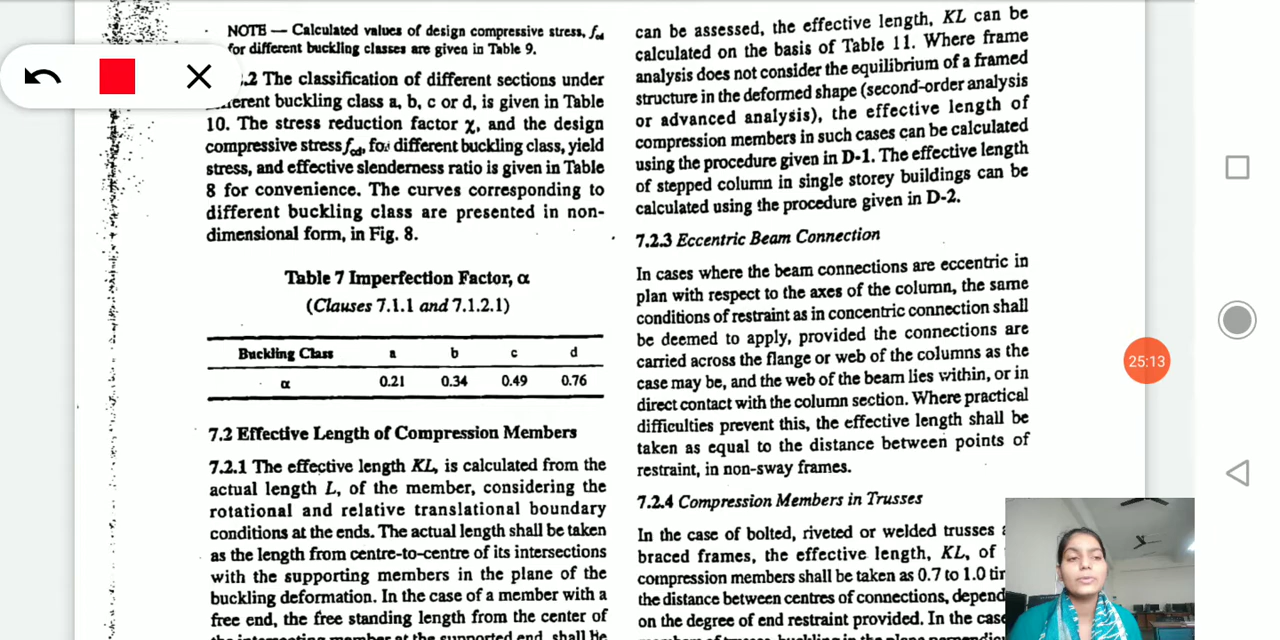 NOTE — Calculated values of design compressive stress, fcd
for different buckling classes are given in Table 9.
.2 The classification of different sections under
different buckling class a, b, c or d, is given in Table
10. The stress reduction factor χ, and the design
compressive stress fcd, for different buckling class, yield
stress, and effective slenderness ratio is given in Table
8 for convenience. The curves corresponding to
different buckling class are presented in non-
dimensional form, in Fig. 8.
Table 7 Imperfection Factor, α
(Clauses 7.1.1 and 7.1.2.1)
Buckling Class a b c d
α 0.21 0.34 0.49 0.76
7.2 Effective Length of Compression Members
7.2.1 The effective length KL, is calculated from the
actual length L, of the member, considering the
rotational and relative translational boundary
conditions at the ends. The actual length shall be taken
as the length from centre-to-centre of its intersections
with the supporting members in the plane of the
buckling deformation. In the case of a member with a
free end, the free standing length from the center of
the intersecting member at the supported end, shall be
can be assessed, the effective length, KL can be
calculated on the basis of Table 11. Where frame
analysis does not consider the equilibrium of a framed
structure in the deformed shape (second-order analysis
or advanced analysis), the effective length of
compression members in such cases can be calculated
using the procedure given in D-1. The effective length
of stepped column in single storey buildings can be
calculated using the procedure given in D-2.
7.2.3 Eccentric Beam Connection
In cases where the beam connections are eccentric in
plan with respect to the axes of the column, the same
conditions of restraint as in concentric connection shall
be deemed to apply, provided the connections are
carried across the flange or web of the columns as the
case may be, and the web of the beam lies within, or in
direct contact with the column section. Where practical
difficulties prevent this, the effective length shall be
taken as equal to the distance between points of
restraint, in non-sway frames.
7.2.4 Compression Members in Trusses
In the case of bolted, riveted or welded trusses a
braced frames, the effective length, KL, of
compression members shall be taken as 0.7 to 1.0 tim
the distance between centres of connections, depend
on the degree of end restraint provided. In the case
members of trusses, buckling in the plane perpendic
25:13